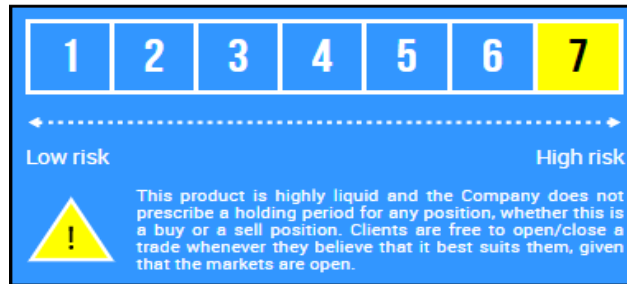 1 2 3 4 5 6 7
Low risk High risk
!
This product is highly liquid and the Company does not
prescribe a holding period for any position, whether this is
a buy or a sell position. Clients are free to open/close a
trade whenever they believe that it best suits them, given
that the markets are open.